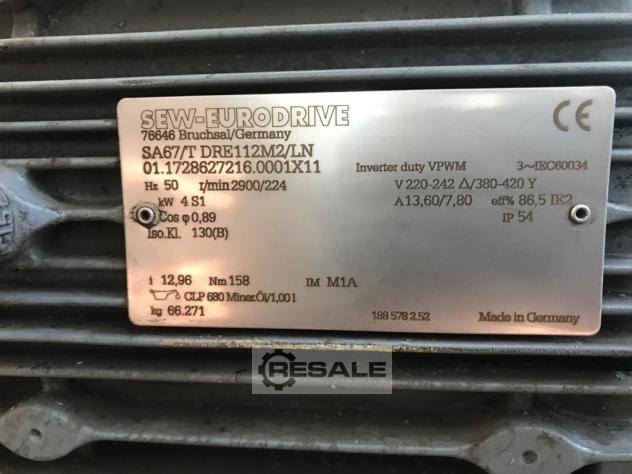 SEW-EURODRIVE
76646 Bruchsal/Germany
CE
SA67/T DRE112M2/LN
01.1728627216.0001X11
Inverter duty VPWM 3~IEC60034
Hz 50 r/min 2900/224 V 220-242 Δ/380-420 Y
kW 4 S1 A 13,60/7,80 eff% 86,5 IE2
Cos φ 0,89 IP 54
Iso.Kl. 130(B)
i 12,96 Nm 158 IM M1A
CLP 680 Miner.Öl/1,00 l
kg 66.271 188 578 2.52 Made in Germany
RESALE